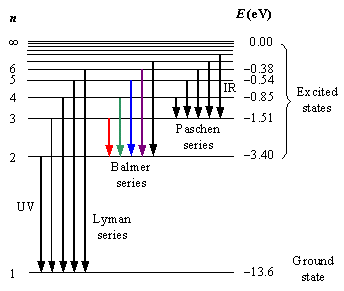 n E (eV)
∞ 0.00
6 −0.38
5 −0.54
IR
4 −0.85
Excited
states
3 −1.51
Paschen
series
2 −3.40
Balmer
series
UV
Lyman
series
1 −13.6
Ground
state